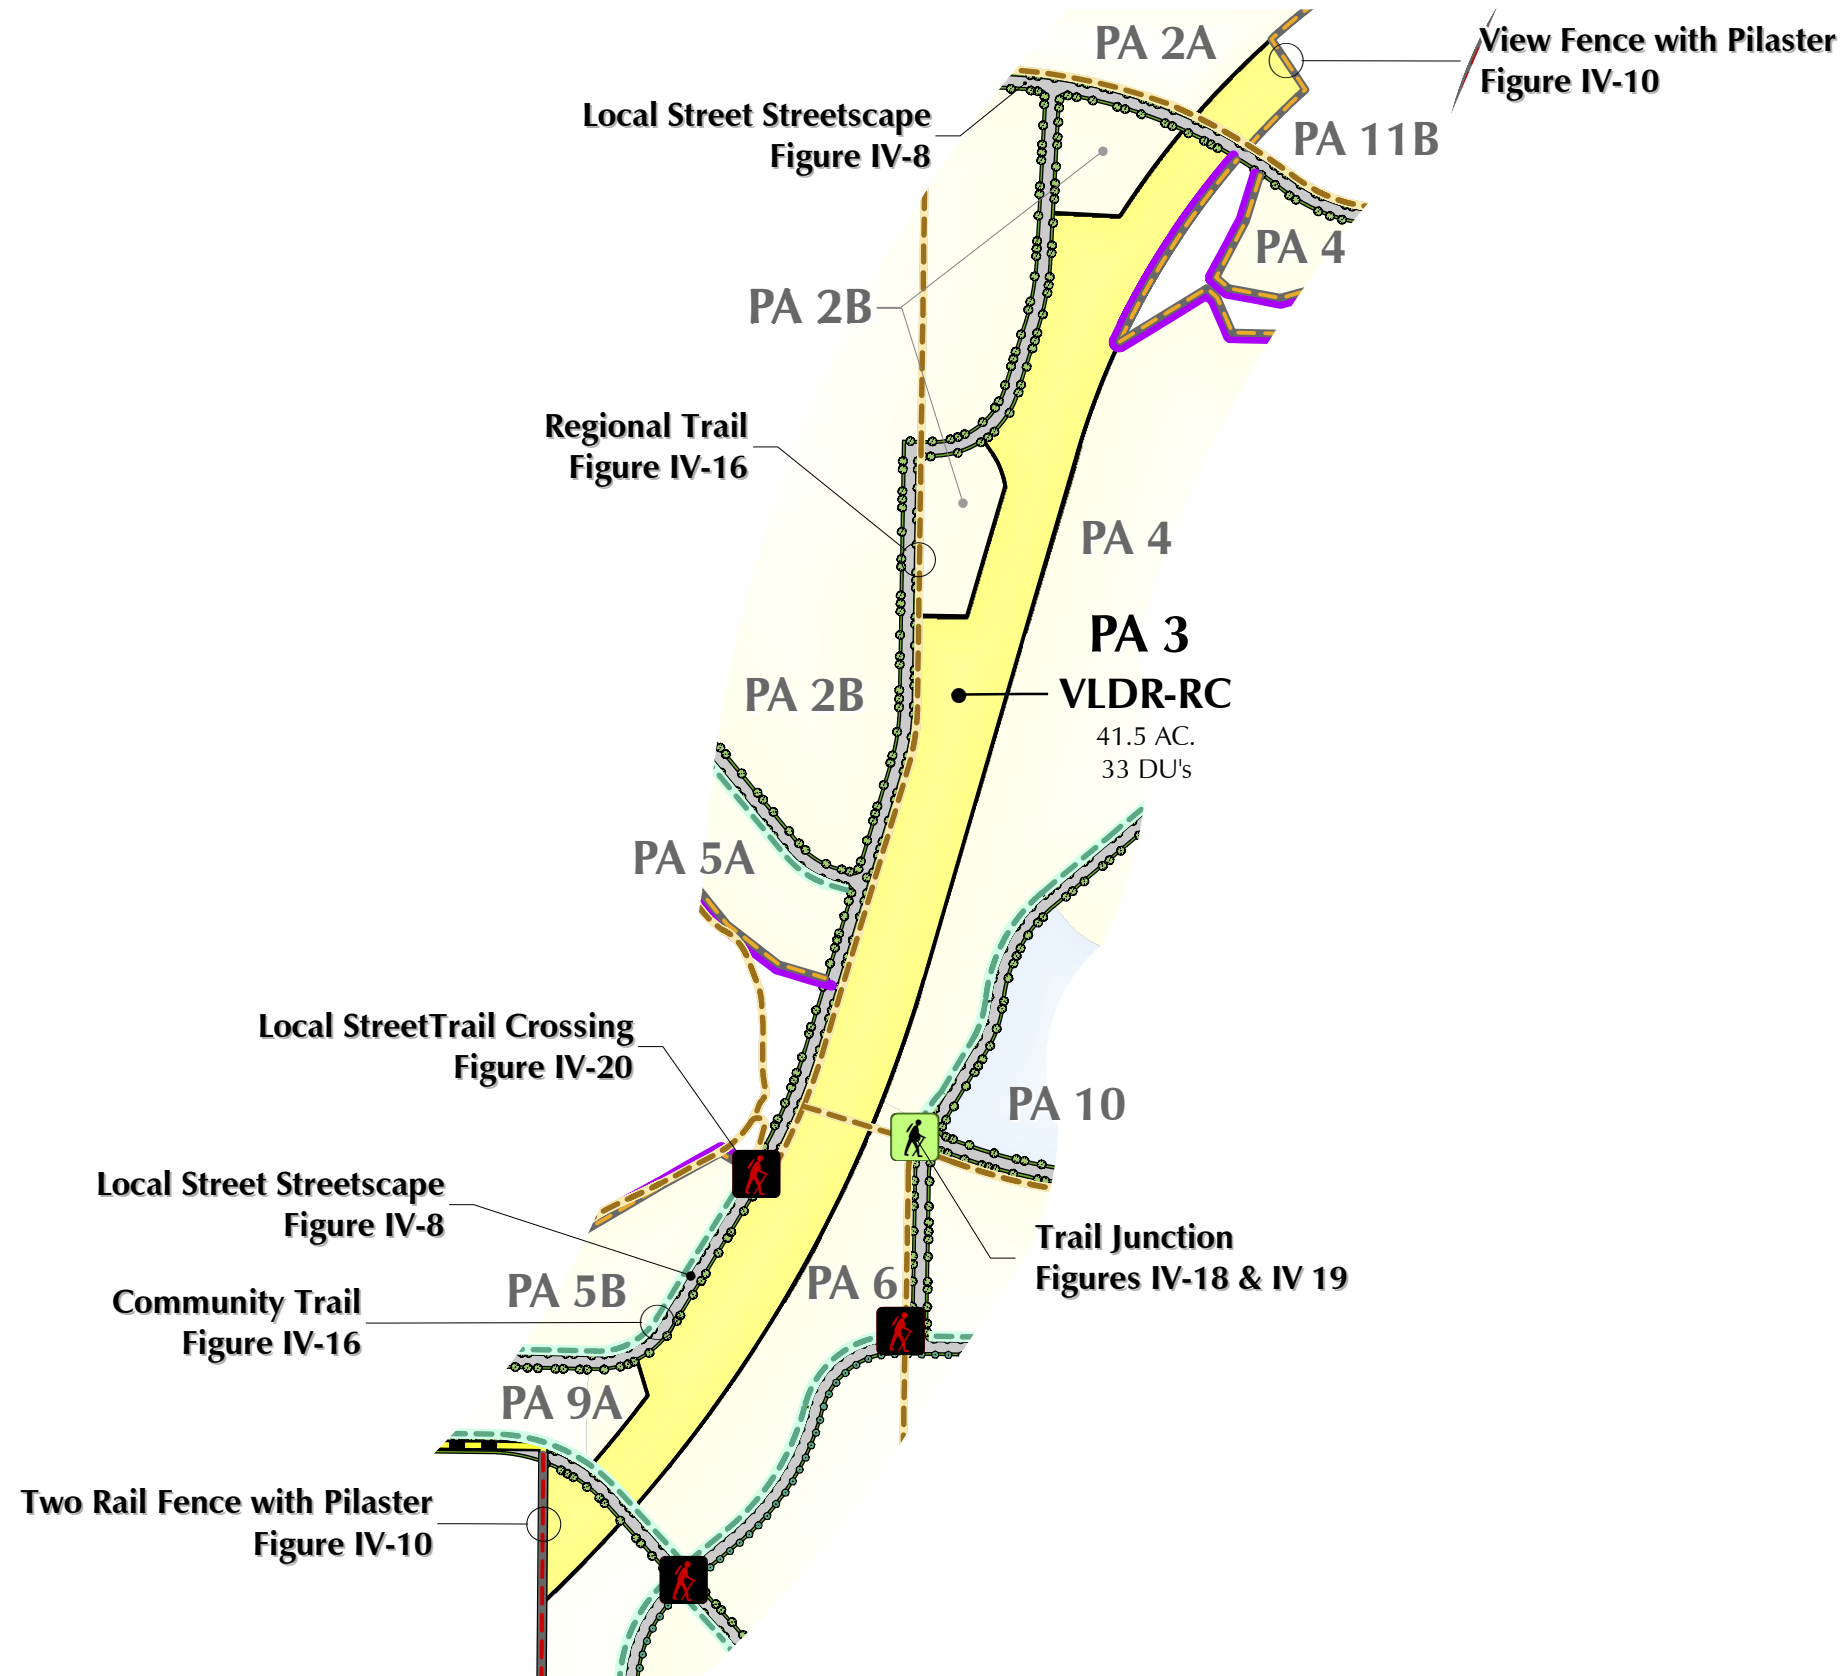 PA 2A
View Fence with Pilaster
Figure IV-10
Local Street Streetscape
Figure IV-8
PA 11B
PA 4
PA 2B
Regional Trail
Figure IV-16
PA 4
PA 3
VLDR-RC
41.5 AC.
33 DU's
PA 2B
PA 5A
Local StreetTrail Crossing
Figure IV-20
PA 10
Local Street Streetscape
Figure IV-8
Trail Junction
Figures IV-18 & IV 19
PA 6
PA 5B
Community Trail
Figure IV-16
PA 9A
Two Rail Fence with Pilaster
Figure IV-10